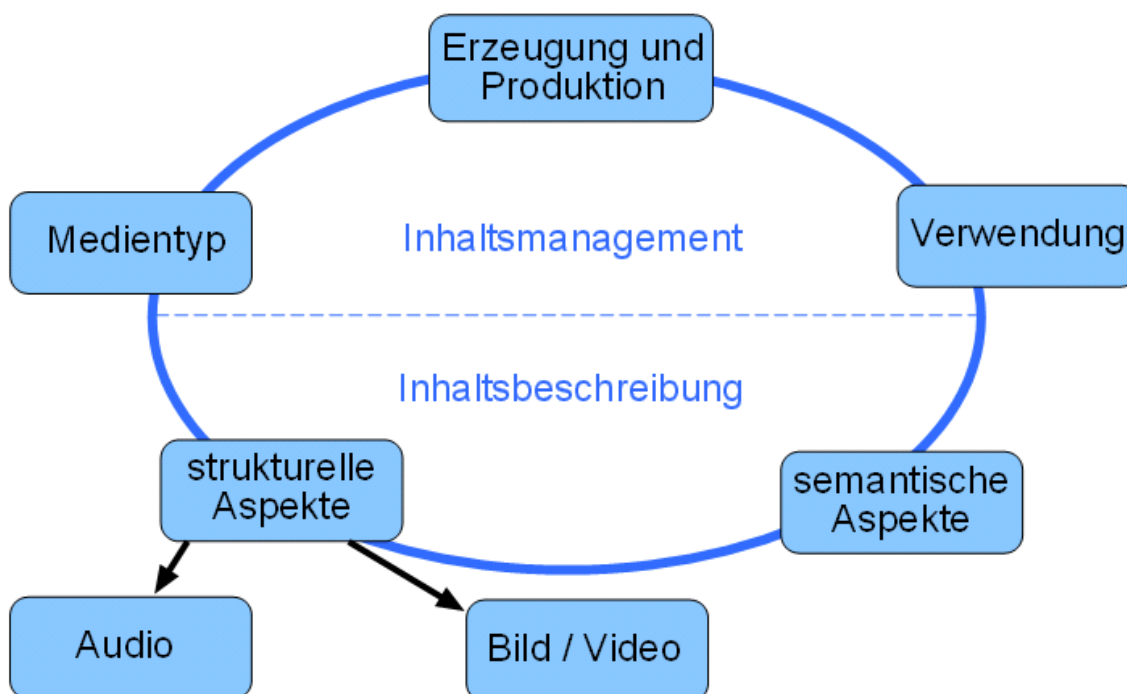 Erzeugung und
Produktion
Medientyp
Inhaltsmanagement
Verwendung
Inhaltsbeschreibung
strukturelle
Aspekte
semantische
Aspekte
Audio
Bild / Video